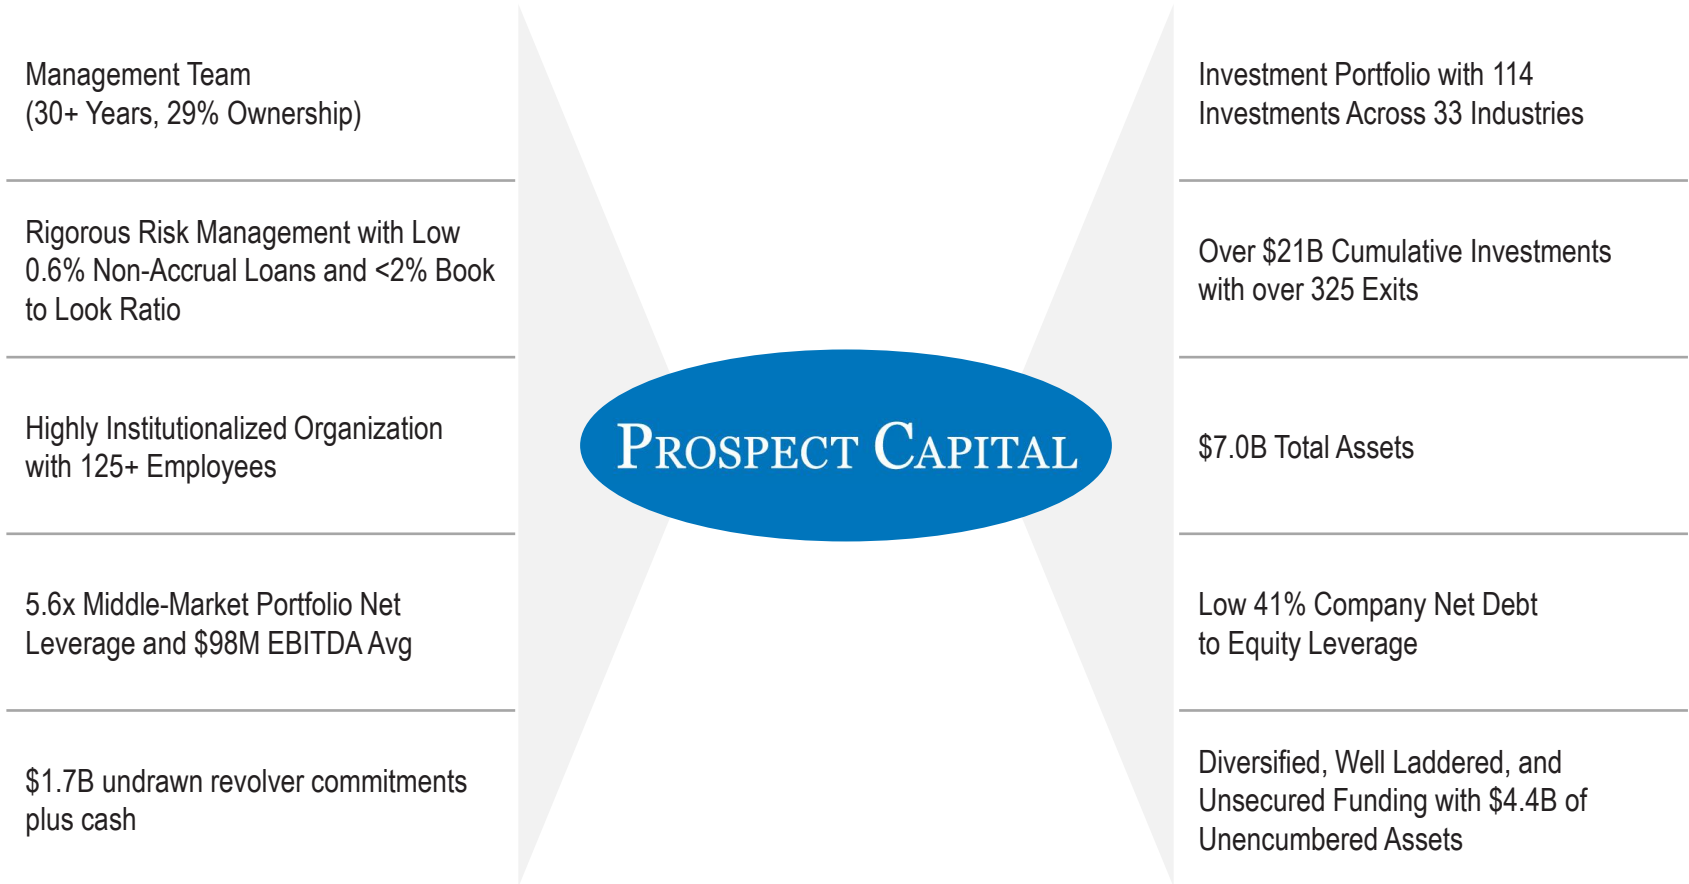 Management Team
(30+ Years, 29% Ownership)
Rigorous Risk Management with Low
0.6% Non-Accrual Loans and <2% Book
to Look Ratio
Highly Institutionalized Organization
with 125+ Employees
5.6x Middle-Market Portfolio Net
Leverage and $98M EBITDA Avg
$1.7B undrawn revolver commitments
plus cash
PROSPECT CAPITAL
Investment Portfolio with 114
Investments Across 33 Industries
Over $21B Cumulative Investments
with over 325 Exits
$7.0B Total Assets
Low 41% Company Net Debt
to Equity Leverage
Diversified, Well Laddered, and
Unsecured Funding with $4.4B of
Unencumbered Assets